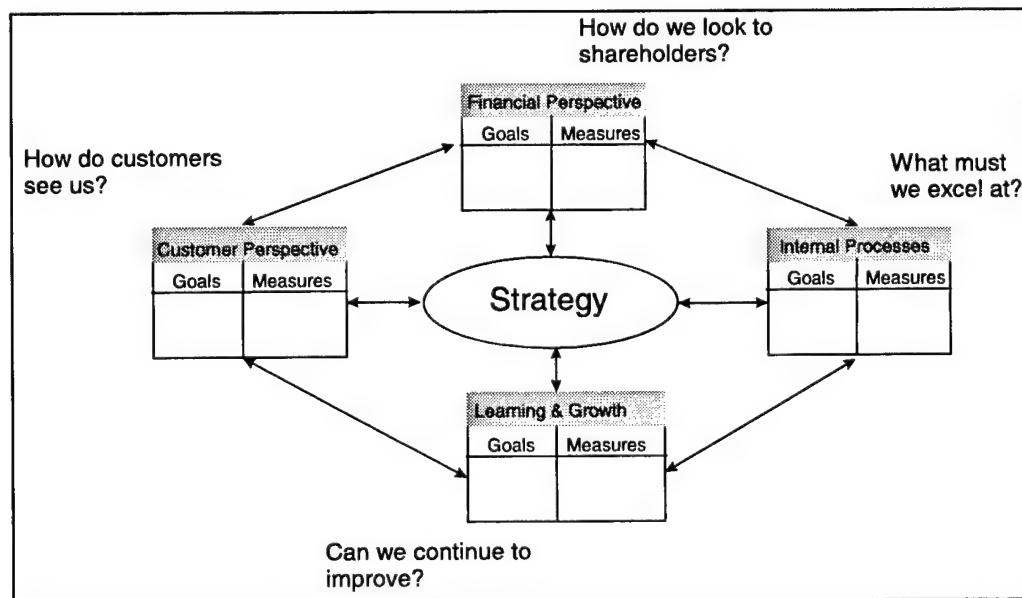 How do we look to
shareholders?
Financial Perspective
Goals Measures
How do customers
see us?
What must
we excel at?
Customer Perspective
Goals Measures
Strategy
Internal Processes
Goals Measures
Learning & Growth
Goals Measures
Can we continue to
improve?